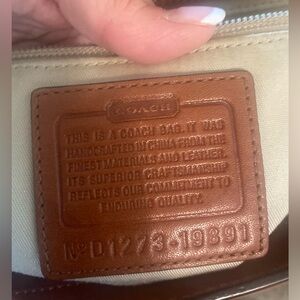 COACH
THIS IS A COACH BAG. IT WAS
HANDCRAFTED IN CHINA FROM THE
FINEST MATERIALS AND LEATHER.
ITS SUPERIOR CRAFTSMANSHIP
REFLECTS OUR COMMITMENT TO
ENDURING QUALITY.
Nº D1273-19891